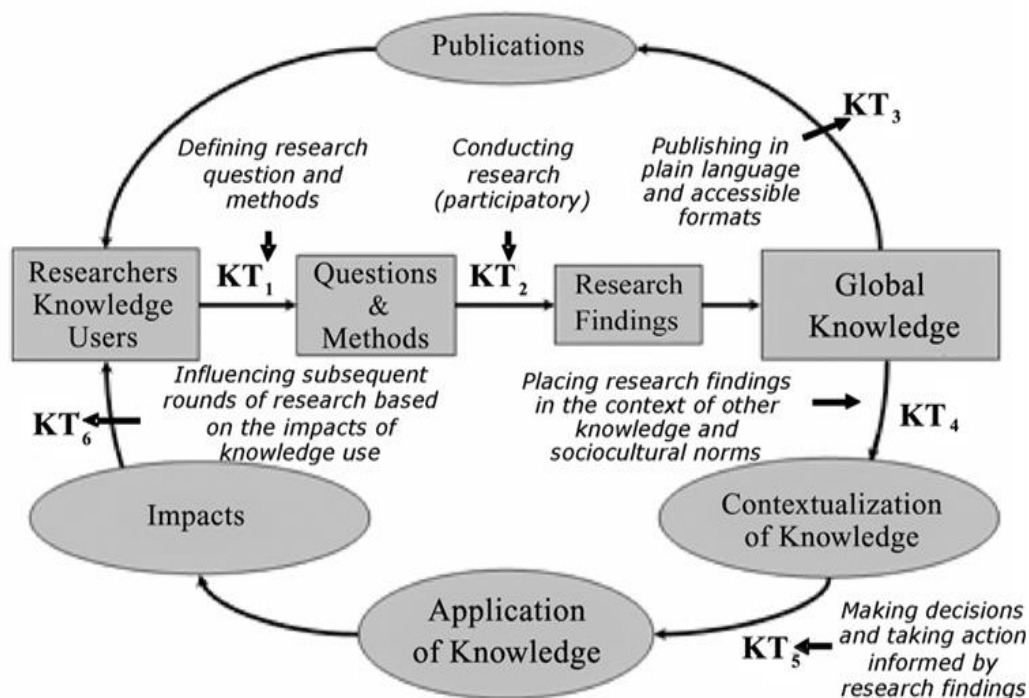 Publications
KT3
Defining research
question and
methods
Conducting
research
(participatory)
Publishing in
plain language
and accessible
formats
Researchers
Knowledge
Users
KT1
Questions
&
Methods
KT2
Research
Findings
Global
Knowledge
Influencing subsequent
rounds of research based
on the impacts of
knowledge use
KT6
Placing research findings
in the context of other
knowledge and
sociocultural norms
KT4
Impacts
Contextualization
of Knowledge
Application
of Knowledge
KT5
Making decisions
and taking action
informed by
research findings